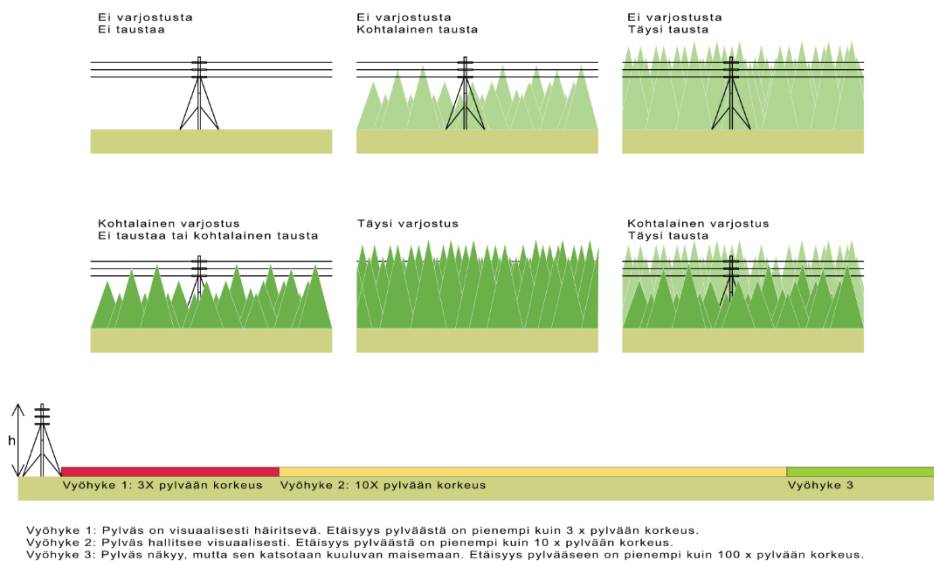 Ei varjostusta
Ei taustaa
Ei varjostusta
Kohtalainen tausta
Ei varjostusta
Täysi tausta
Kohtalainen varjostus
Ei taustaa tai kohtalainen tausta
Täysi varjostus
Kohtalainen varjostus
Täysi tausta
h
Vyöhyke 1: 3X pylvään korkeus
Vyöhyke 2: 10X pylvään korkeus
Vyöhyke 3
Vyöhyke 1: Pylväs on visuaalisesti häiritsevä. Etäisyys pylväästä on pienempi kuin 3 x pylvään korkeus.
Vyöhyke 2: Pylväs hallitsee visuaalisesti. Etäisyys pylväästä on pienempi kuin 10 x pylvään korkeus.
Vyöhyke 3: Pylväs näkyy, mutta sen katsotaan kuuluvan maisemaan. Etäisyys pylvääseen on pienempi kuin 100 x pylvään korkeus.